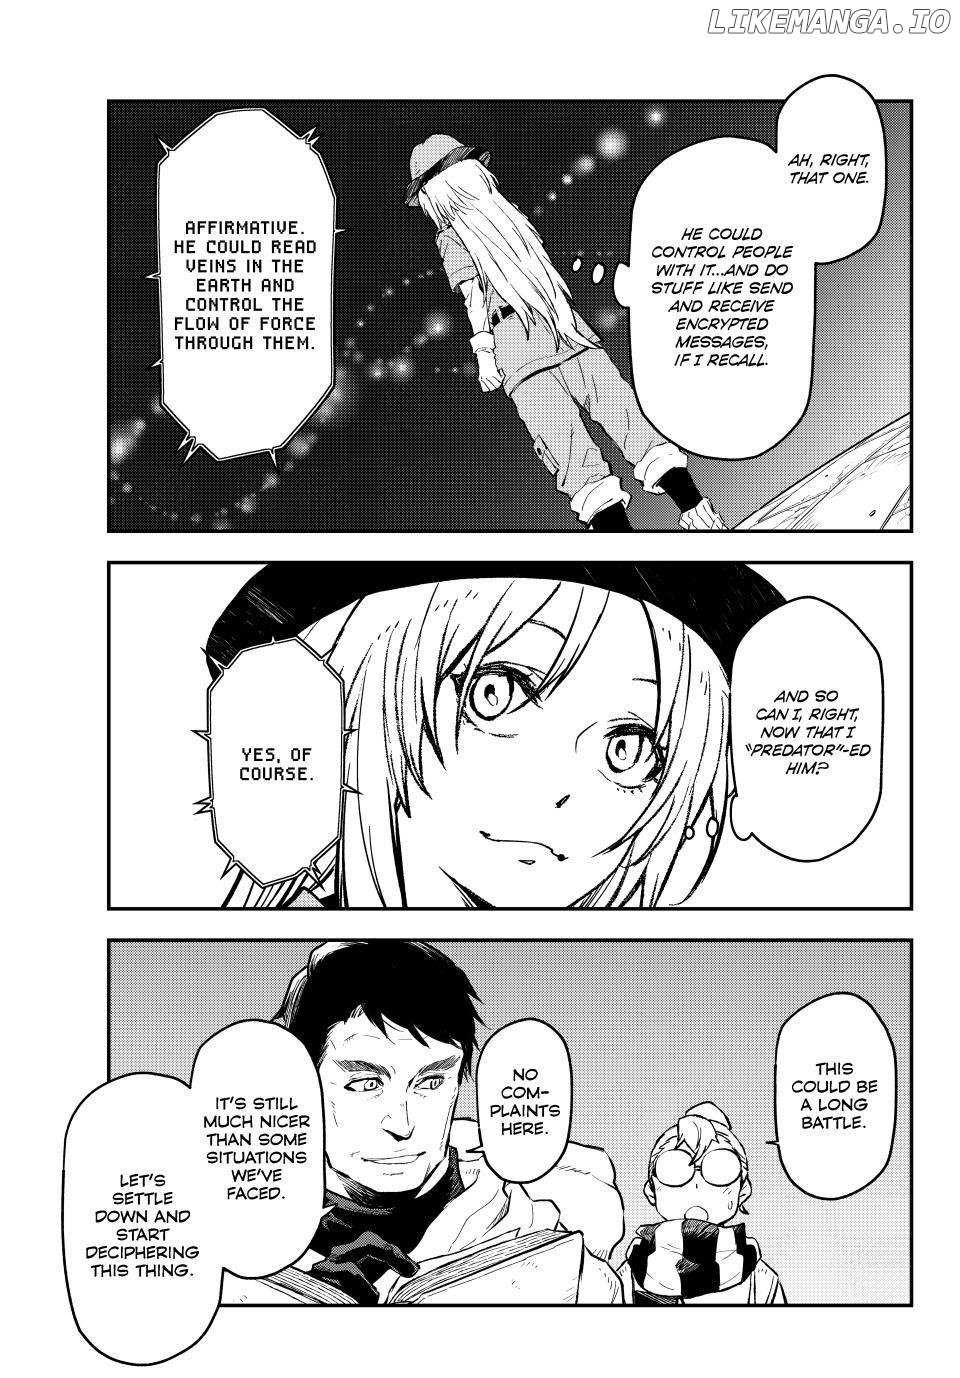 LIKEMANGA.IO
AH, RIGHT,
THAT ONE.
HE COULD
CONTROL PEOPLE
WITH IT...AND DO
STUFF LIKE SEND
AND RECEIVE
ENCRYPTED
MESSAGES,
IF I RECALL.
AFFIRMATIVE.
HE COULD READ
VEINS IN THE
EARTH AND
CONTROL THE
FLOW OF FORCE
THROUGH THEM.
AND SO
CAN I, RIGHT,
NOW THAT I
"PREDATOR"-ED
HIM?
YES, OF
COURSE.
THIS
COULD BE
A LONG
BATTLE.
NO
COM-
PLAINTS
HERE.
IT'S STILL
MUCH NICER
THAN SOME
SITUATIONS
WE'VE
FACED.
LET'S
SETTLE
DOWN AND
START
DECIPHERING
THIS THING.